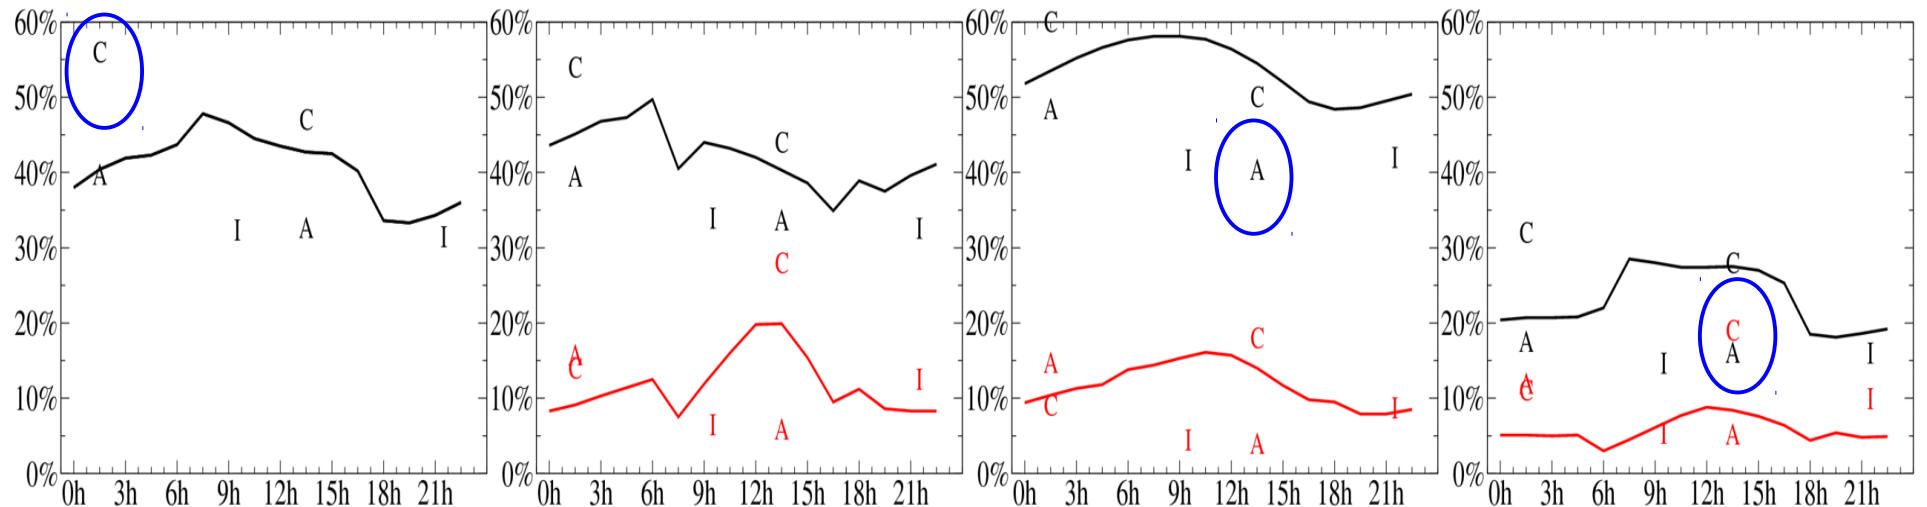 60% 60% 60% 60%
C C C C
50% 50% 50% 50%
C C C
A A A
40% 40% 40% 40%
A I I
I A I I A I
C C
30% 30% 30% 30%
C
20% 20% 20% 20%
A C A C A A I I
10% 10% 10% 10%
C I A I C I A I A C I A I
0% 0% 0% 0%
0h 3h 6h 9h 12h 15h 18h 21h 0h 3h 6h 9h 12h 15h 18h 21h 0h 3h 6h 9h 12h 15h 18h 21h 0h 3h 6h 9h 12h 15h 18h 21h